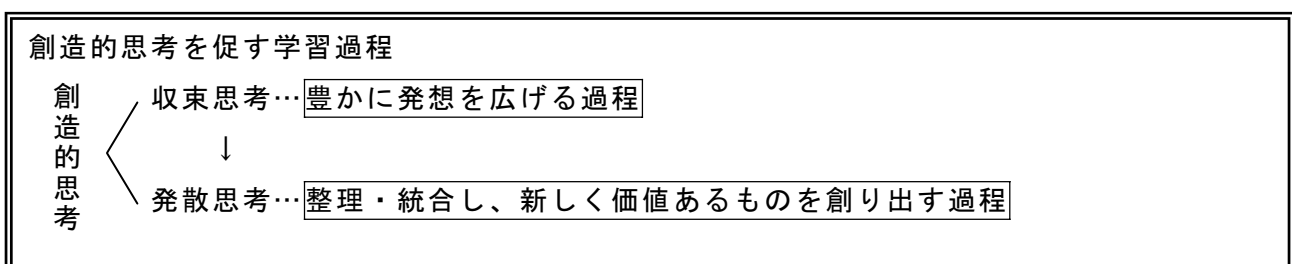 創造的思考を促す学習過程
創造的思考
収束思考…豊かに発想を広げる過程
↓
発散思考…整理・統合し、新しく価値あるものを創り出す過程